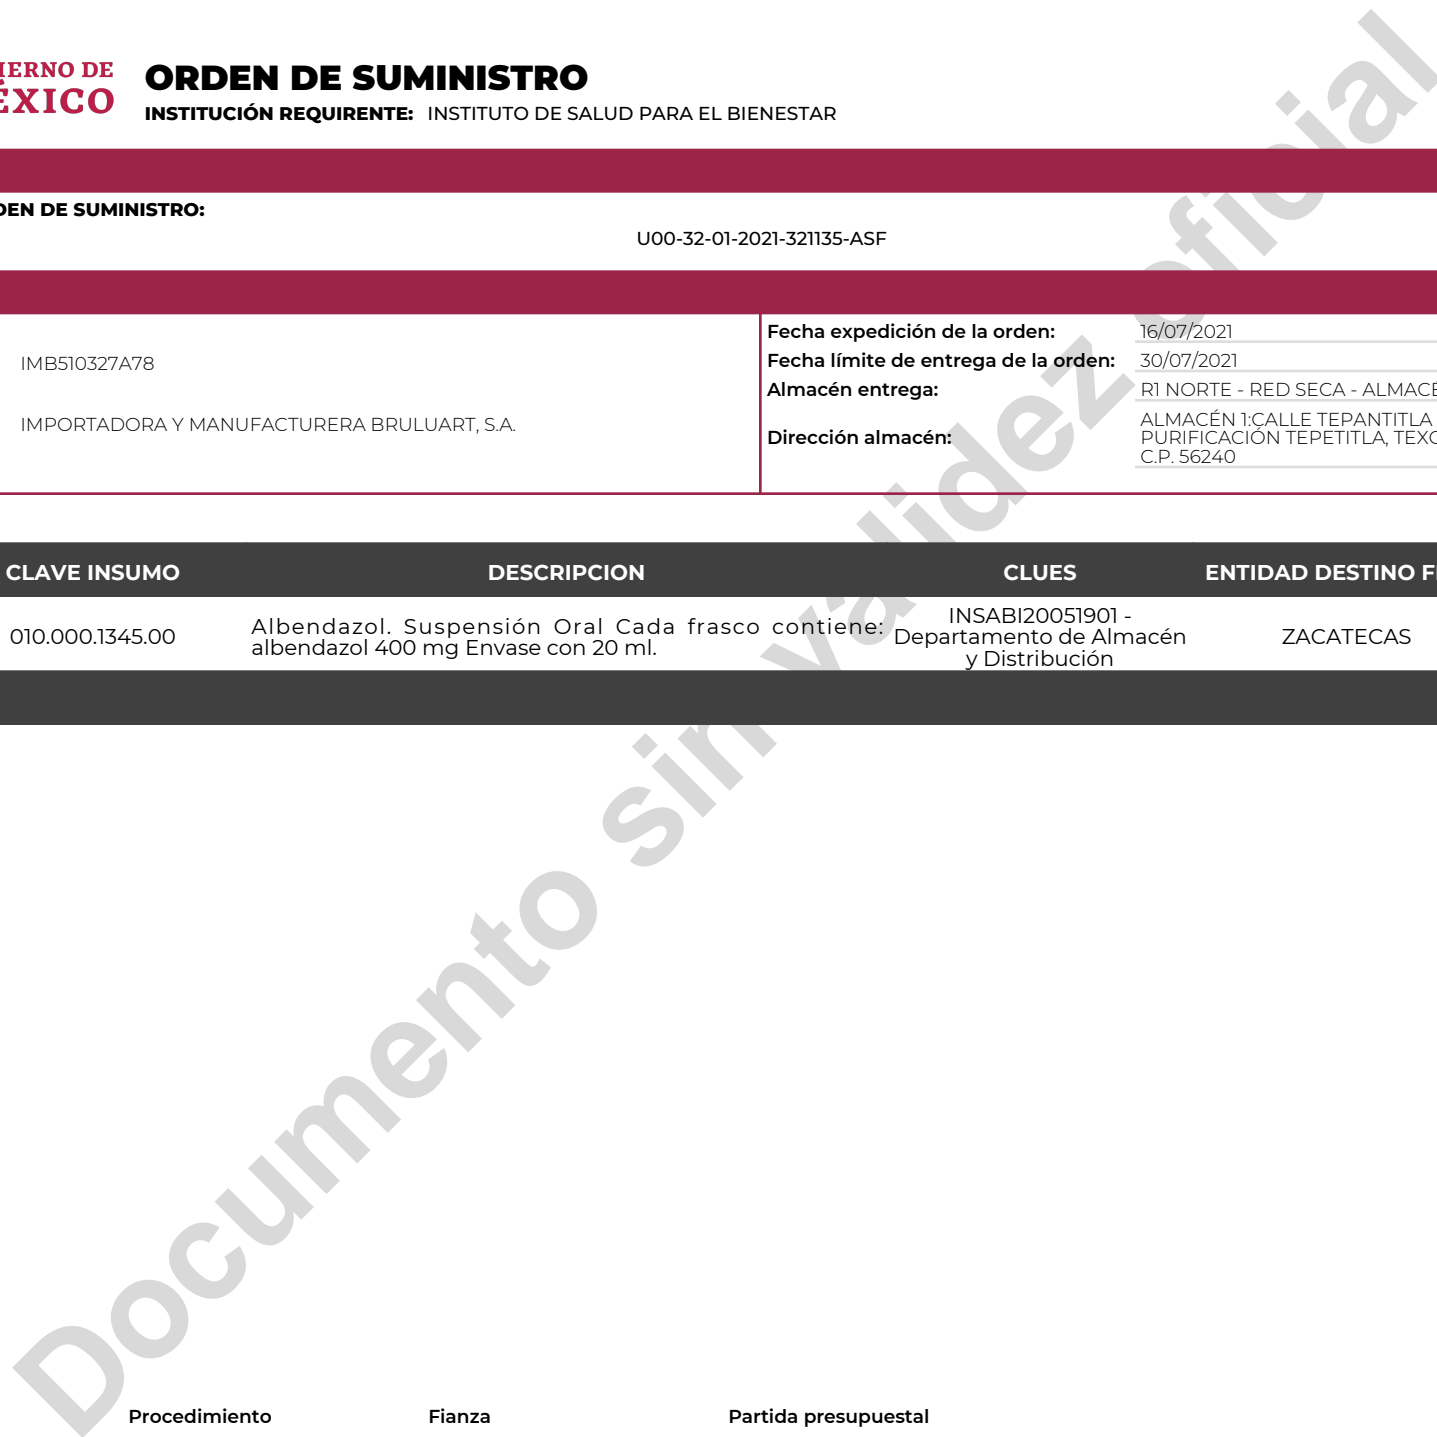 IERNO DE
ÉXICO
ORDEN DE SUMINISTRO
INSTITUCIÓN REQUIRENTE: INSTITUTO DE SALUD PARA EL BIENESTAR
DEN DE SUMINISTRO:
U00-32-01-2021-321135-ASF
IMB510327A78
IMPORTADORA Y MANUFACTURERA BRULUART, S.A.
Fecha expedición de la orden: 16/07/2021
Fecha límite de entrega de la orden: 30/07/2021
Almacén entrega: R1 NORTE - RED SECA - ALMACÉ
Dirección almacén: ALMACÉN 1:CALLE TEPANTITLA
PURIFICACIÓN TEPETITLA, TEXC
C.P. 56240
CLAVE INSUMO DESCRIPCION CLUES ENTIDAD DESTINO FI
010.000.1345.00
Albendazol. Suspensión Oral Cada frasco contiene:
albendazol 400 mg Envase con 20 ml.
INSABI20051901 -
Departamento de Almacén
y Distribución
ZACATECAS
Documento sin validez oficial
Procedimiento Fianza Partida presupuestal